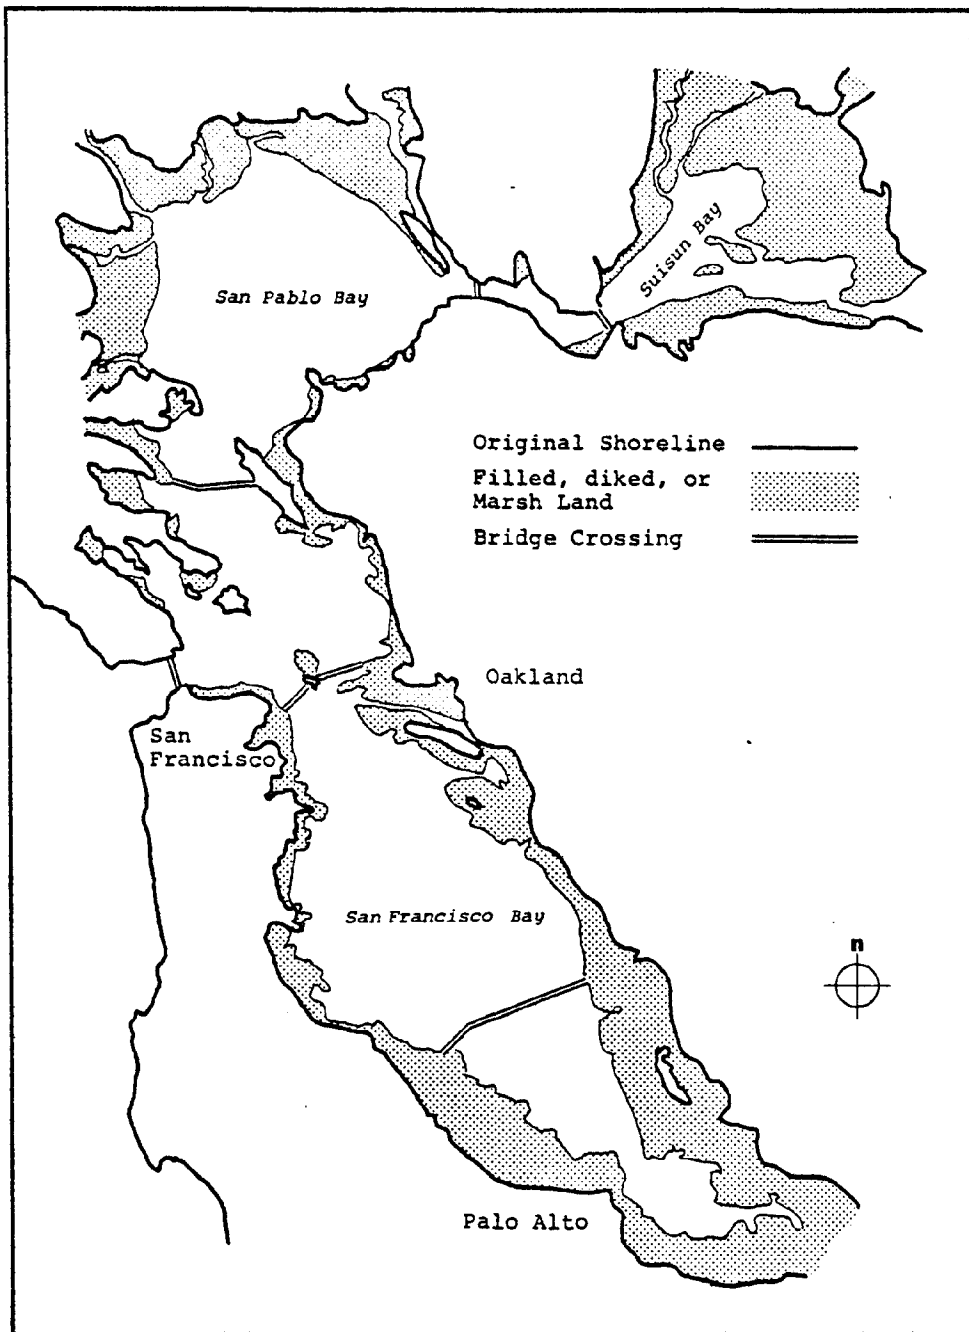 Suisun Bay
San Pablo Bay
Original Shoreline
Filled, diked, or
Marsh Land
Bridge Crossing
Oakland
San
Francisco
San Francisco Bay
n
Palo Alto